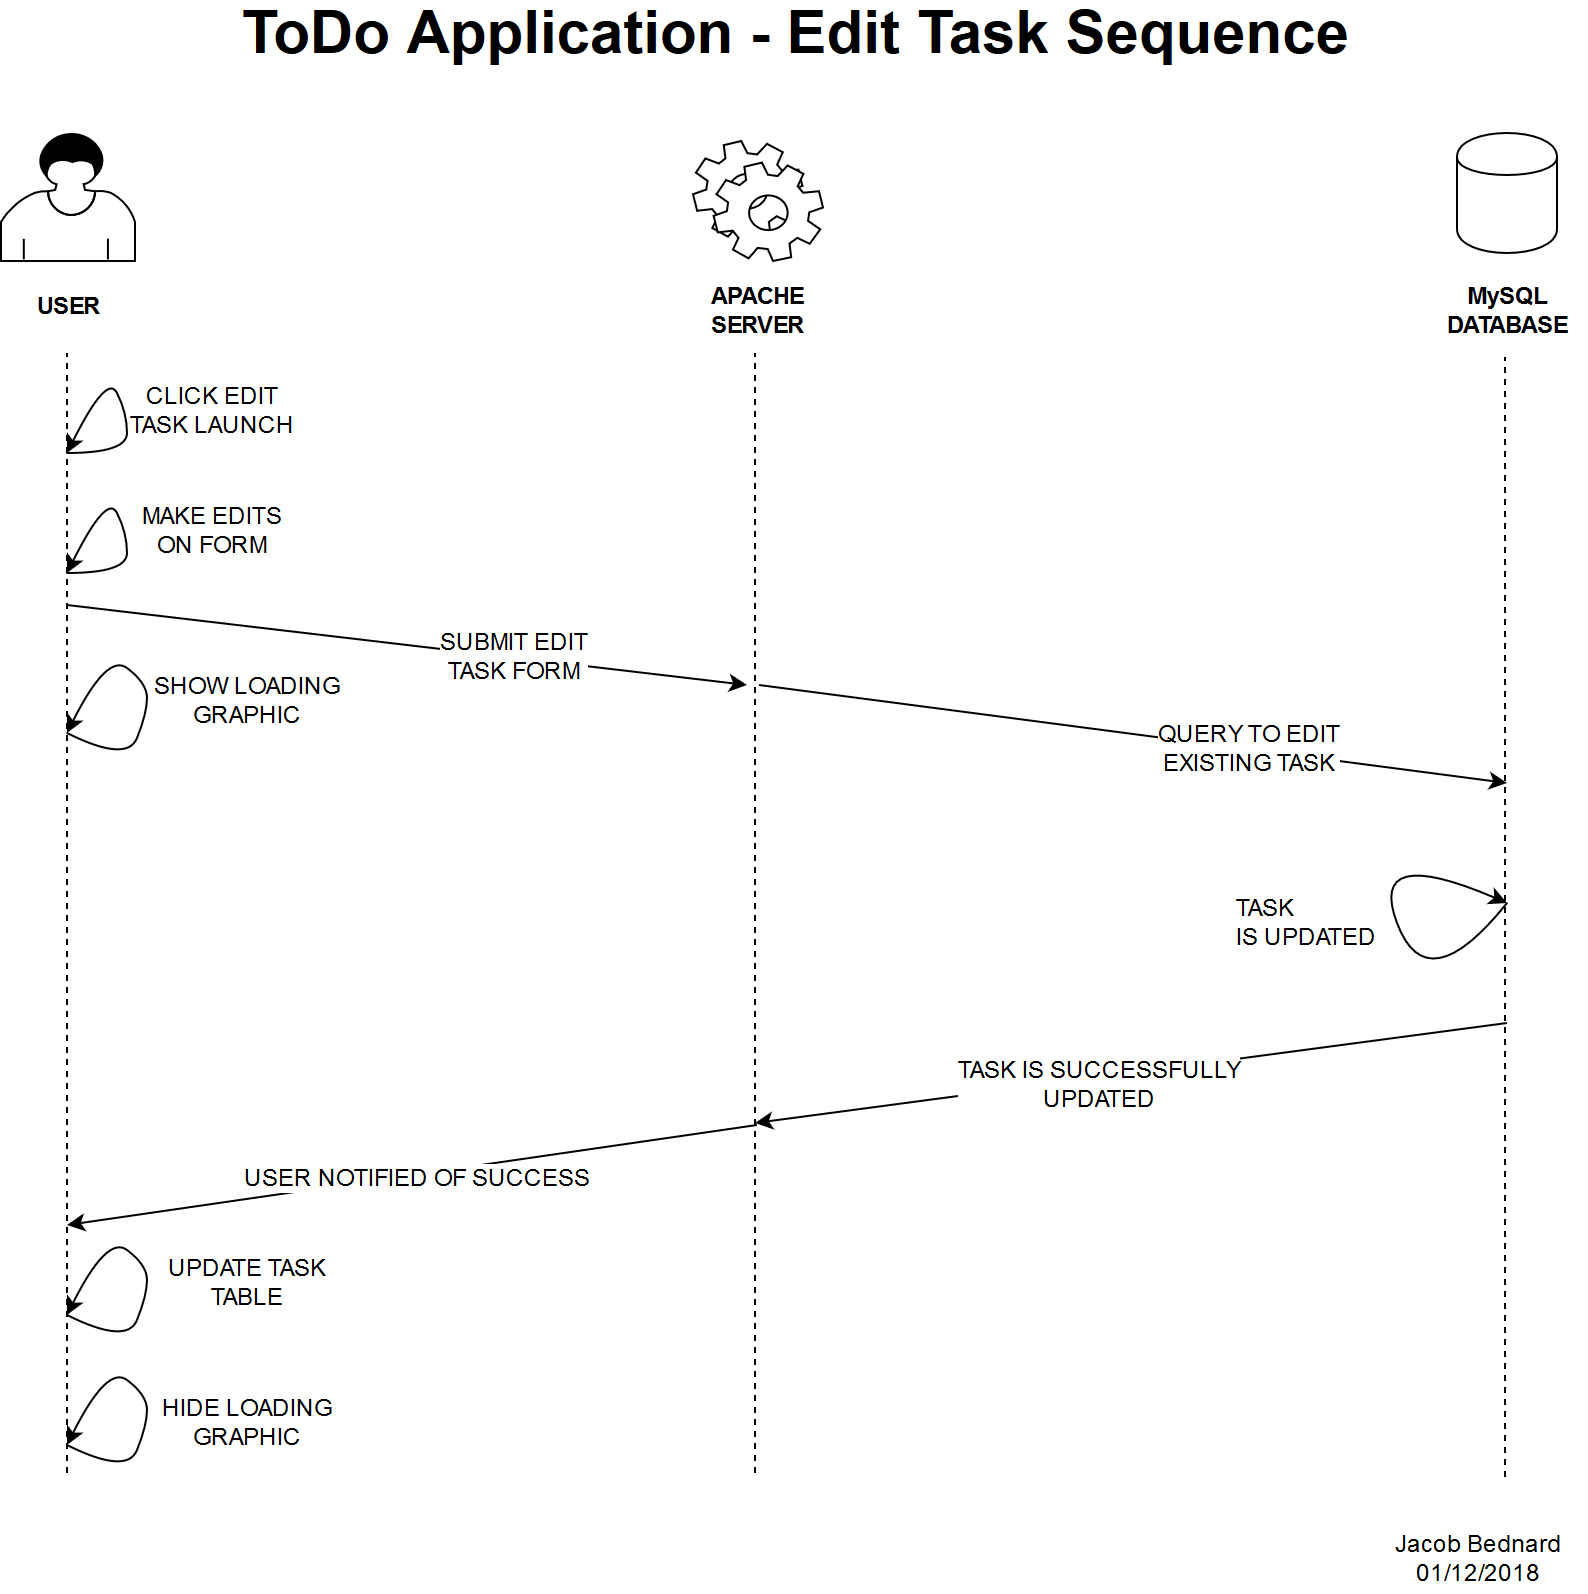 ToDo Application - Edit Task Sequence
USER
APACHE
SERVER
MySQL
DATABASE
CLICK EDIT
TASK LAUNCH
MAKE EDITS
ON FORM
SUBMIT EDIT
TASK FORM
SHOW LOADING
GRAPHIC
QUERY TO EDIT
EXISTING TASK
TASK
IS UPDATED
TASK IS SUCCESSFULLY
UPDATED
USER NOTIFIED OF SUCCESS
UPDATE TASK
TABLE
HIDE LOADING
GRAPHIC
Jacob Bednard
01/12/2018